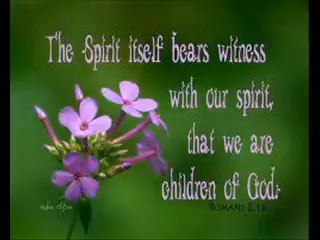 The Spirit itself bears witness
with our spirit,
that we are
children of God.
ROMANS 8:16